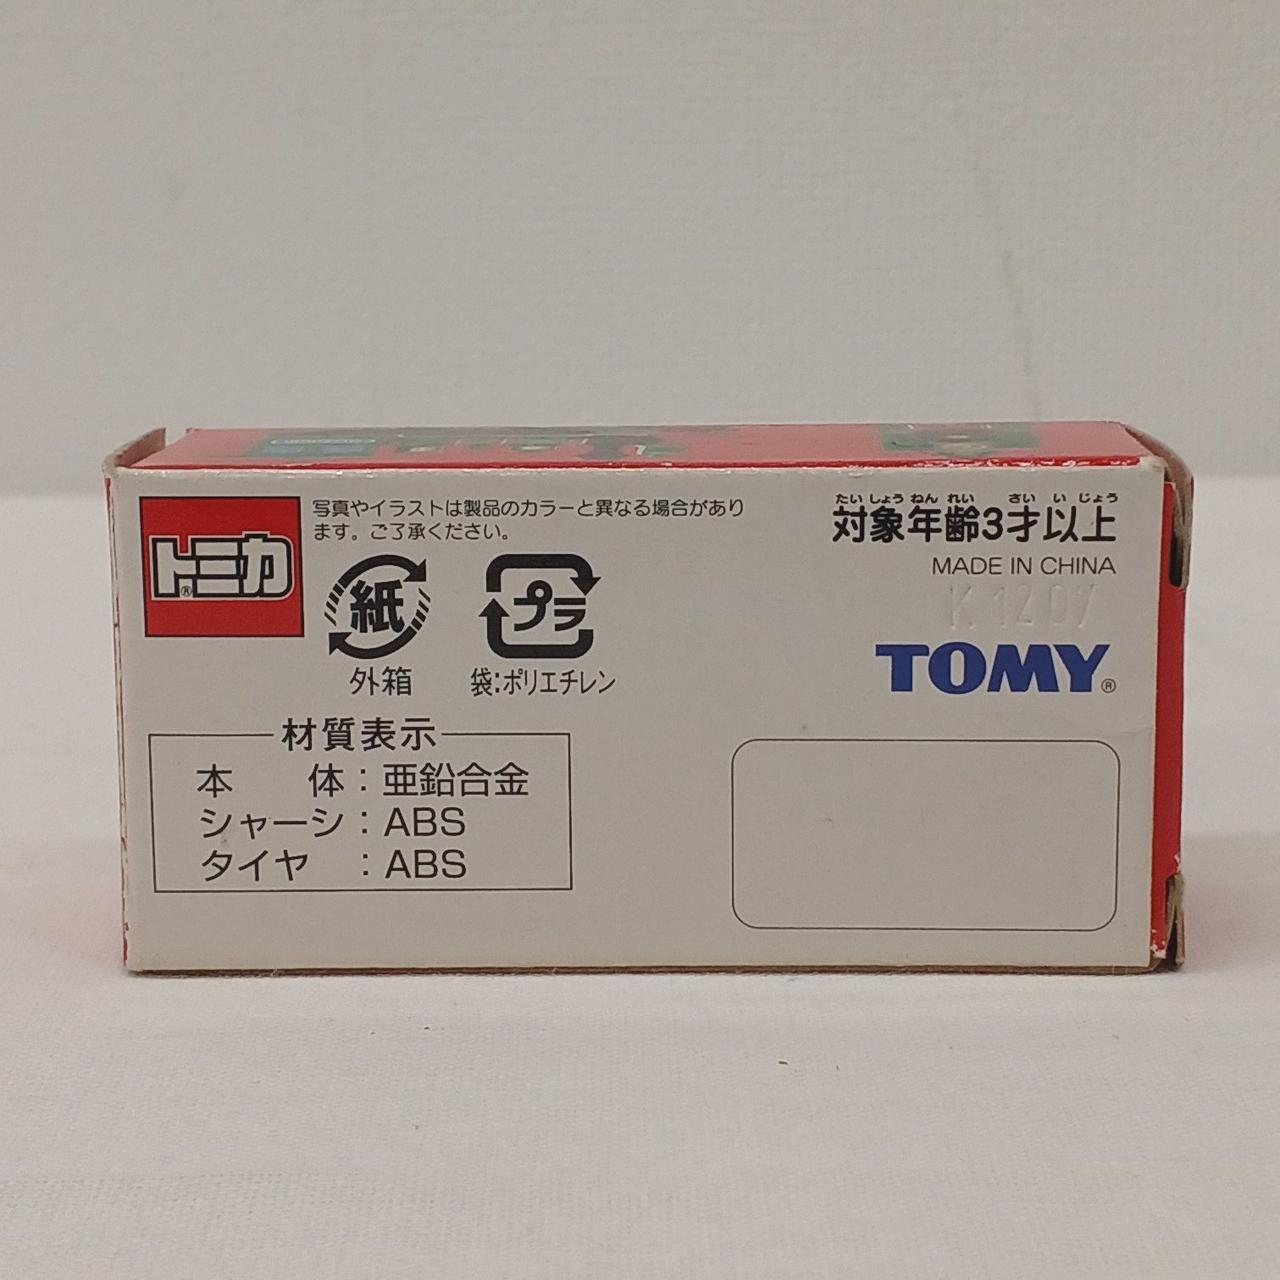 トミカ®
写真やイラストは製品のカラーと異なる場合があり
ます。ご了承ください。
紙
外箱
プラ
袋:ポリエチレン
たいしょうねんれい さいいじょう
対象年齢3才以上
MADE IN CHINA
K1207
TOMY®
材質表示
本 体:亜鉛合金
シャーシ:ABS
タイヤ :ABS